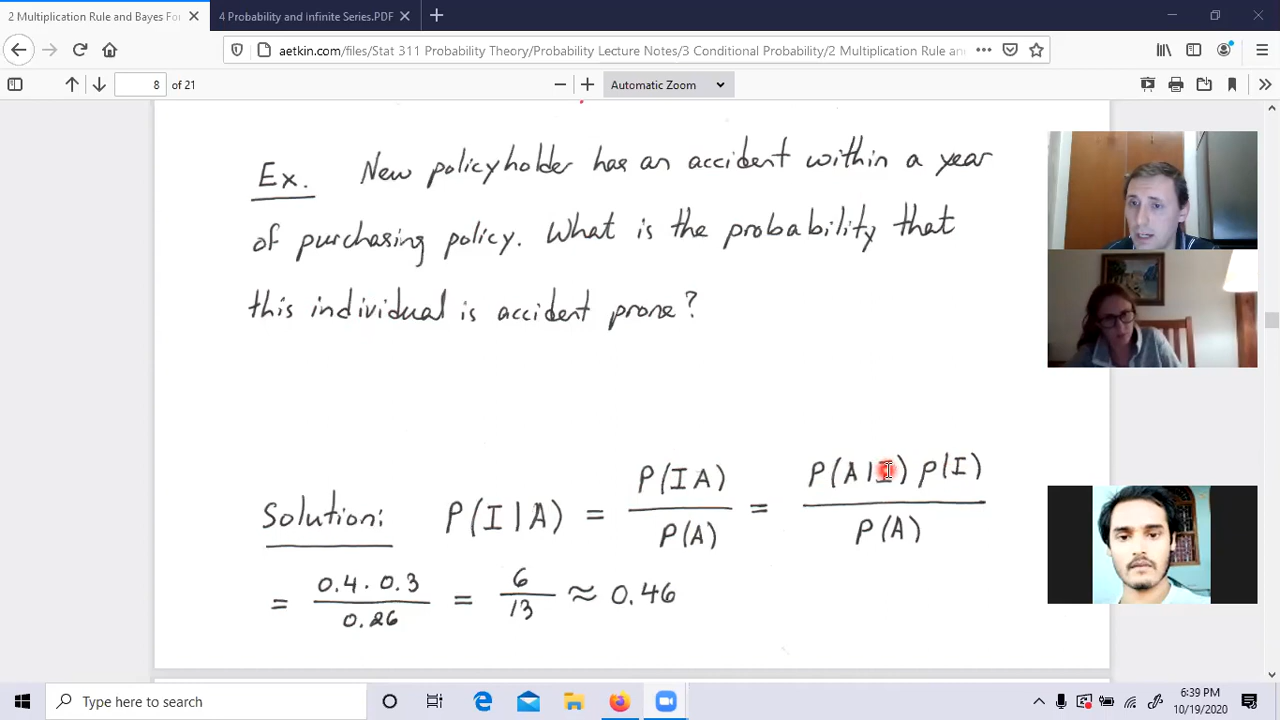 2 Multiplication Rule and Bayes For
4 Probability and Infinite Series.PDF
aetkin.com/files/Stat 311 Probability Theory/Probability Lecture Notes/3 Conditional Probability/2 Multiplication Rule and
8 of 21
Automatic Zoom
Ex. New policyholder has an accident within a year
of purchasing policy. What is the probability that
this individual is accident prone?
Solution: P(I|A) = P(IA) / P(A) = P(A|I) P(I) / P(A)
= 0.4 · 0.3 / 0.26 = 6 / 13 ≈ 0.46
Type here to search
6:39 PM
10/19/2020